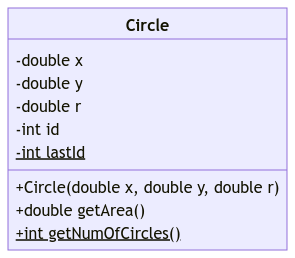 Circle
-double x
-double y
-double r
-int id
-int lastId
+Circle(double x, double y, double r)
+double getArea()
+int getNumOfCircles()